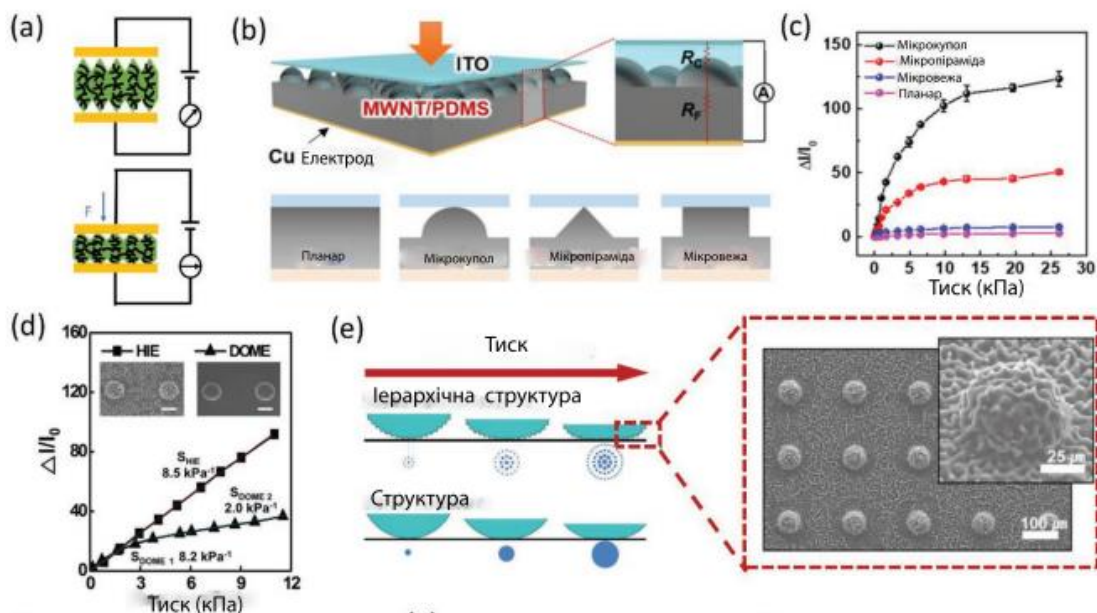 (a)
F
(b)
ITO
MWNT/PDMS
Cu Електрод
R_C
R_F
A
Планар
Мікрокупол
Мікропіраміда
Мікровежа
(c)
ΔI/I₀
150
100
50
0
Мікрокупол
Мікропіраміда
Мікровежа
Планар
0 5 10 15 20 25 30
Тиск (кПа)
(d)
ΔI/I₀
160
120
80
40
0
HIE DOME
S_HIE
8.5 kPa⁻¹
S_DOME 2
2.0 kPa⁻¹
S_DOME 1 8.2 kPa⁻¹
0 3 6 9 12
Тиск (кПа)
(e)
Тиск
Ієрархічна структура
Структура
25 μm
100 μm